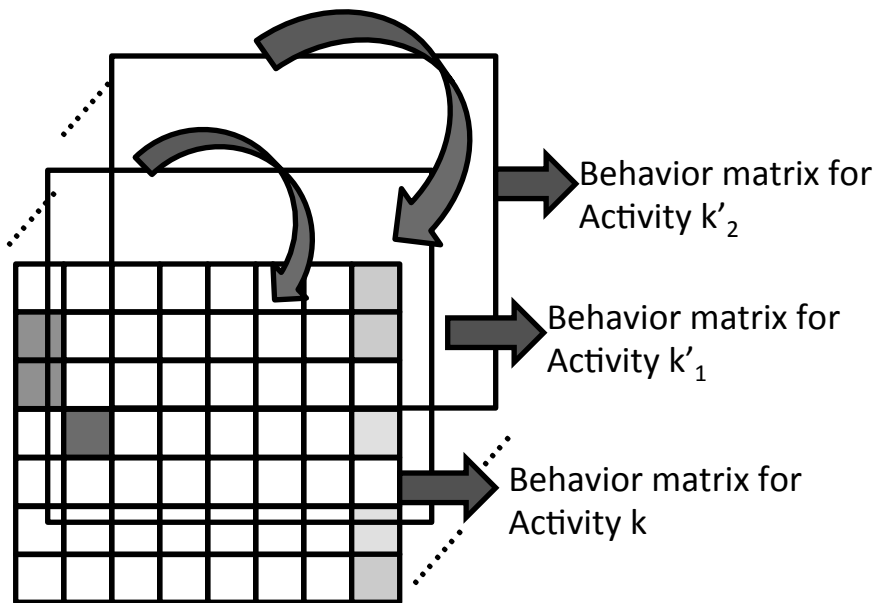 Behavior matrix for
Activity k’₂
Behavior matrix for
Activity k’₁
Behavior matrix for
Activity k